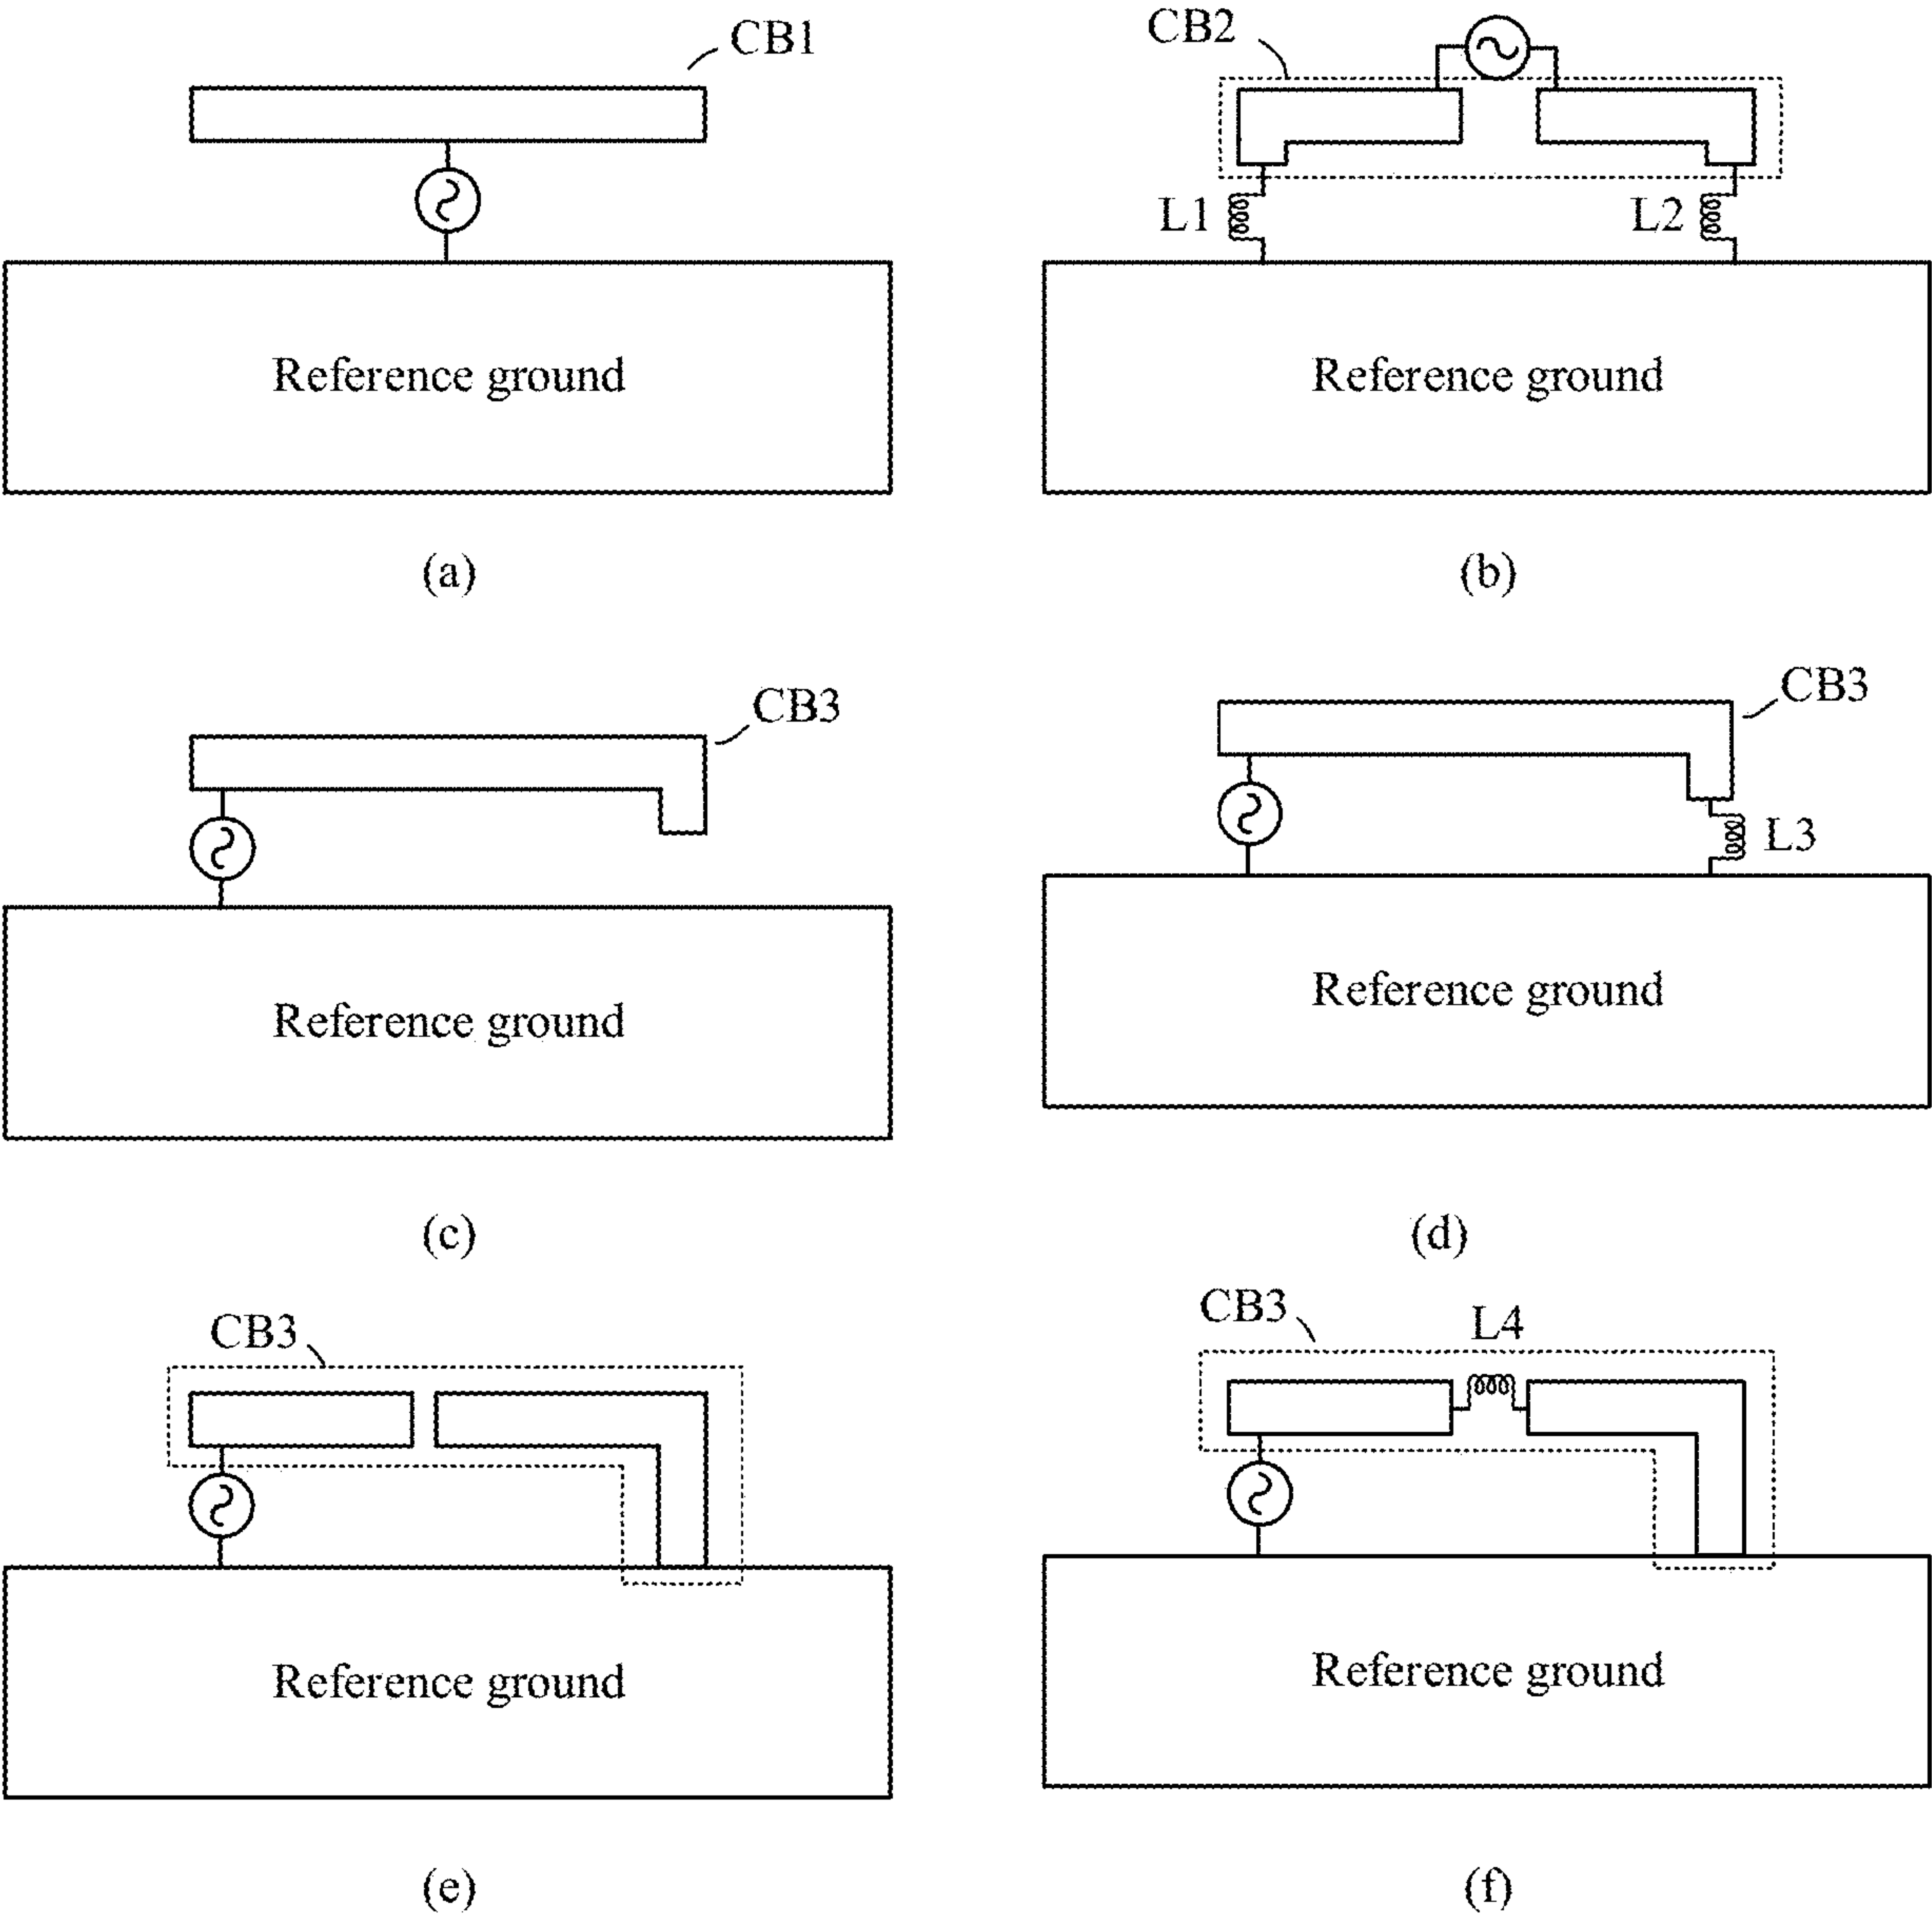 CB1
Reference ground
(a)
CB2
L1
L2
Reference ground
(b)
CB3
Reference ground
(c)
CB3
L3
Reference ground
(d)
CB3
Reference ground
(e)
CB3
L4
Reference ground
(f)